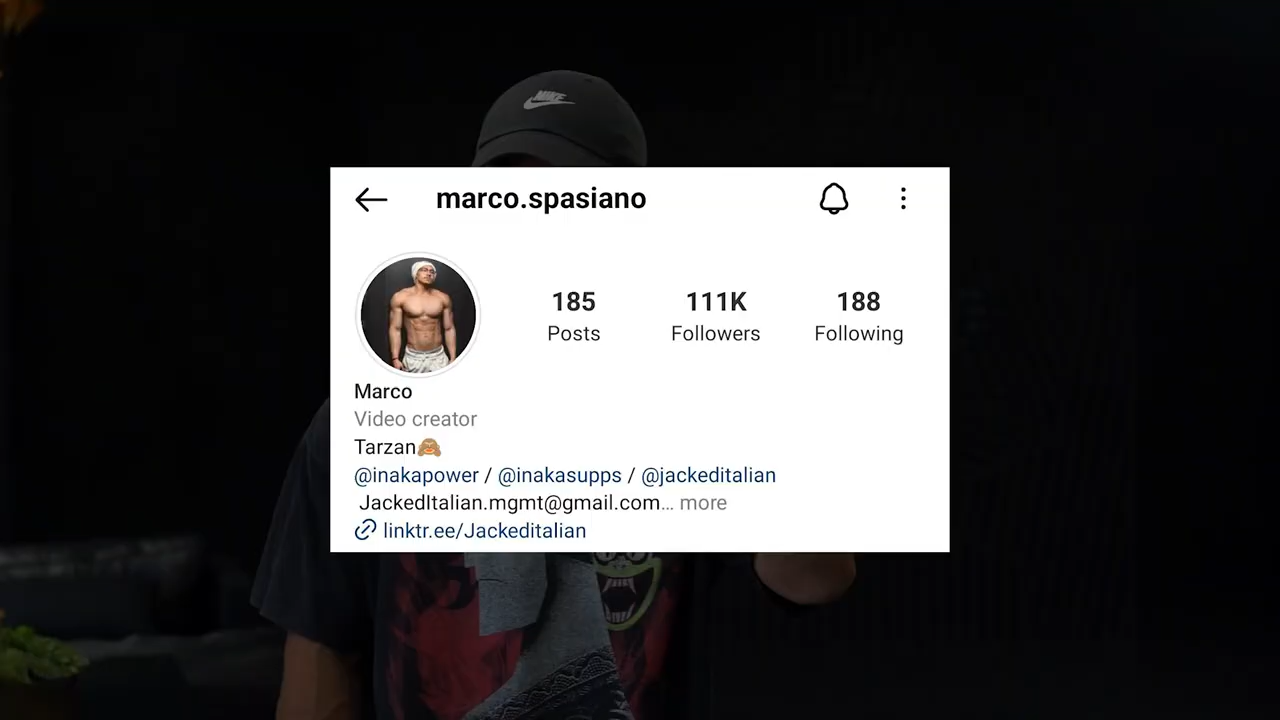 NIKE
marco.spasiano
185 111K 188
Posts Followers Following
Marco
Video creator
Tarzan🙈
@inakapower / @inakasupps / @jackeditalian
JackedItalian.mgmt@gmail.com... more
linktr.ee/Jackeditalian